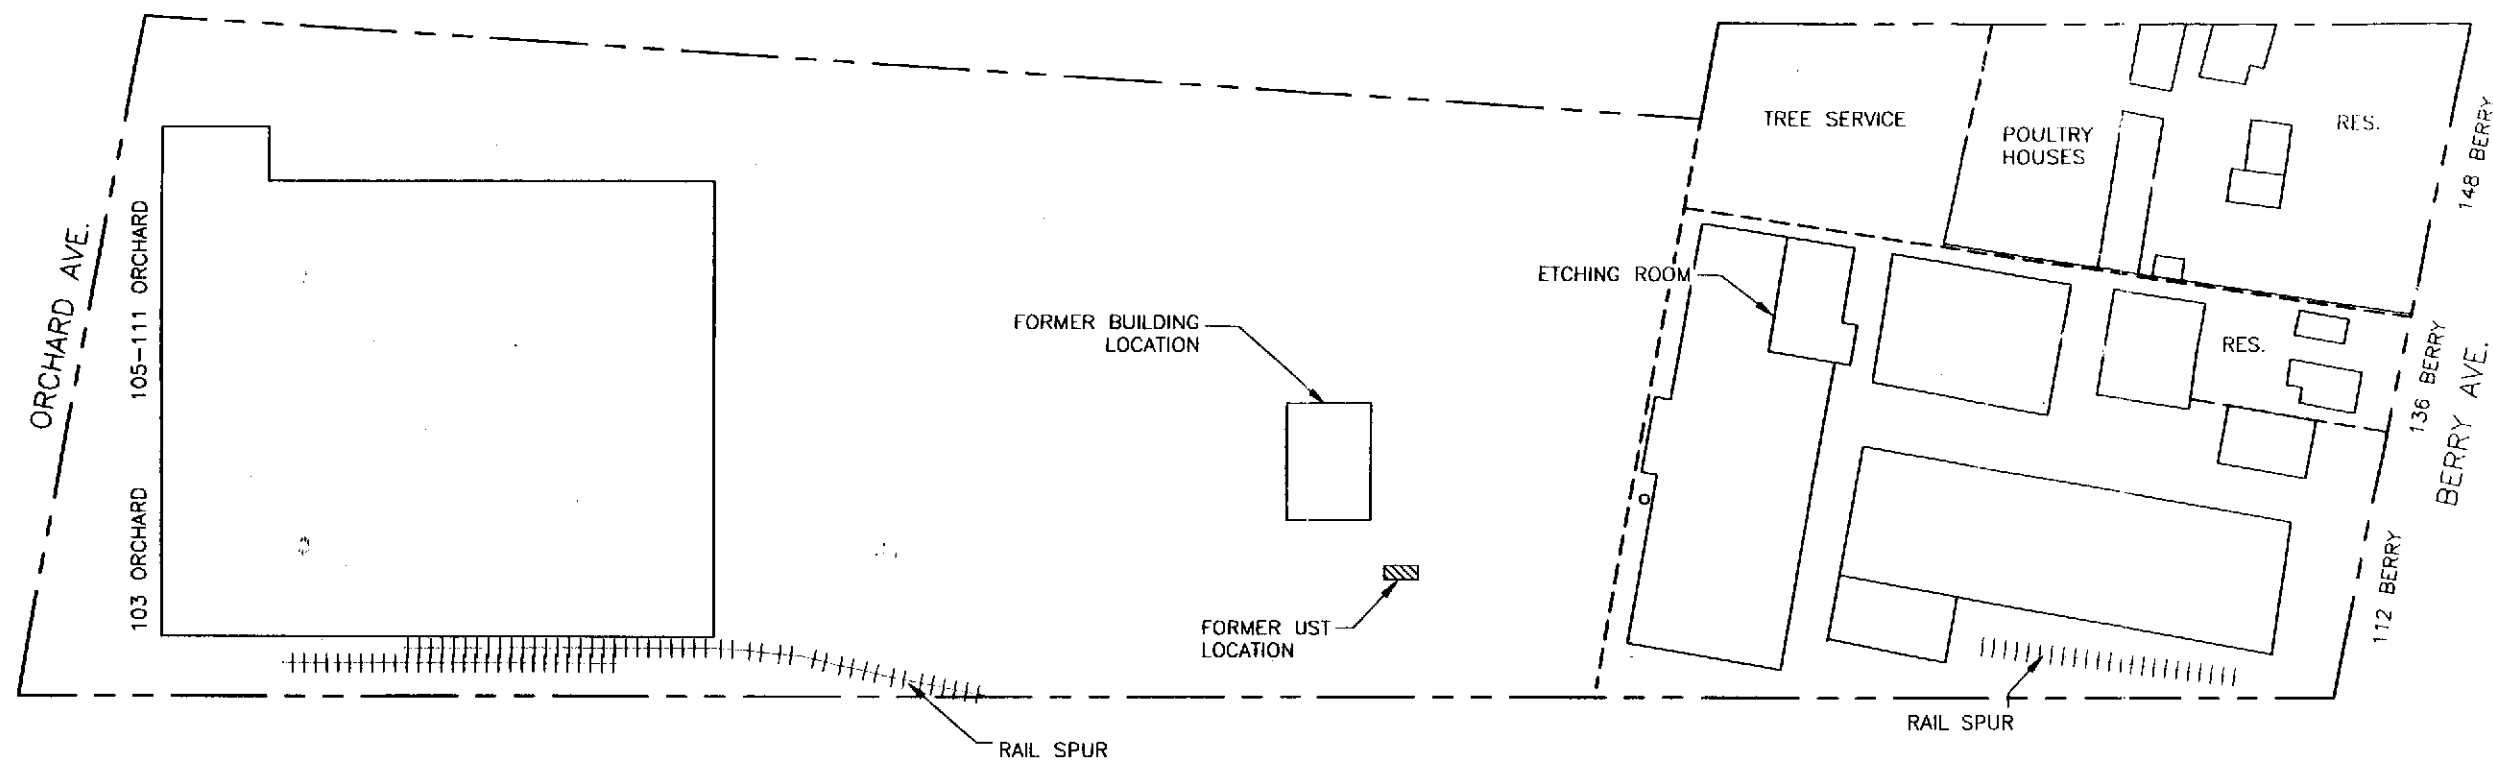 ORCHARD AVE.
105-111 ORCHARD
103 ORCHARD
FORMER BUILDING
LOCATION
FORMER UST
LOCATION
RAIL SPUR
ETCHING ROOM
TREE SERVICE
POULTRY
HOUSES
RES.
148 BERRY
RES.
136 BERRY
BERRY AVE.
112 BERRY
RAIL SPUR